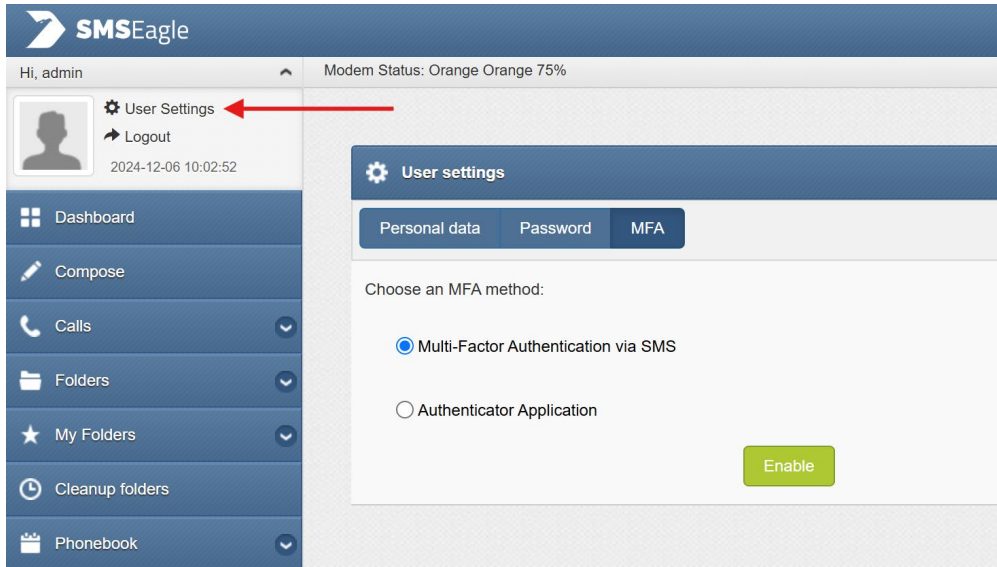 SMSEagle
Hi, admin
Modem Status: Orange Orange 75%
User Settings
Logout
2024-12-06 10:02:52
Dashboard
Compose
Calls
Folders
My Folders
Cleanup folders
Phonebook
User settings
Personal data Password MFA
Choose an MFA method:
Multi-Factor Authentication via SMS
Authenticator Application
Enable